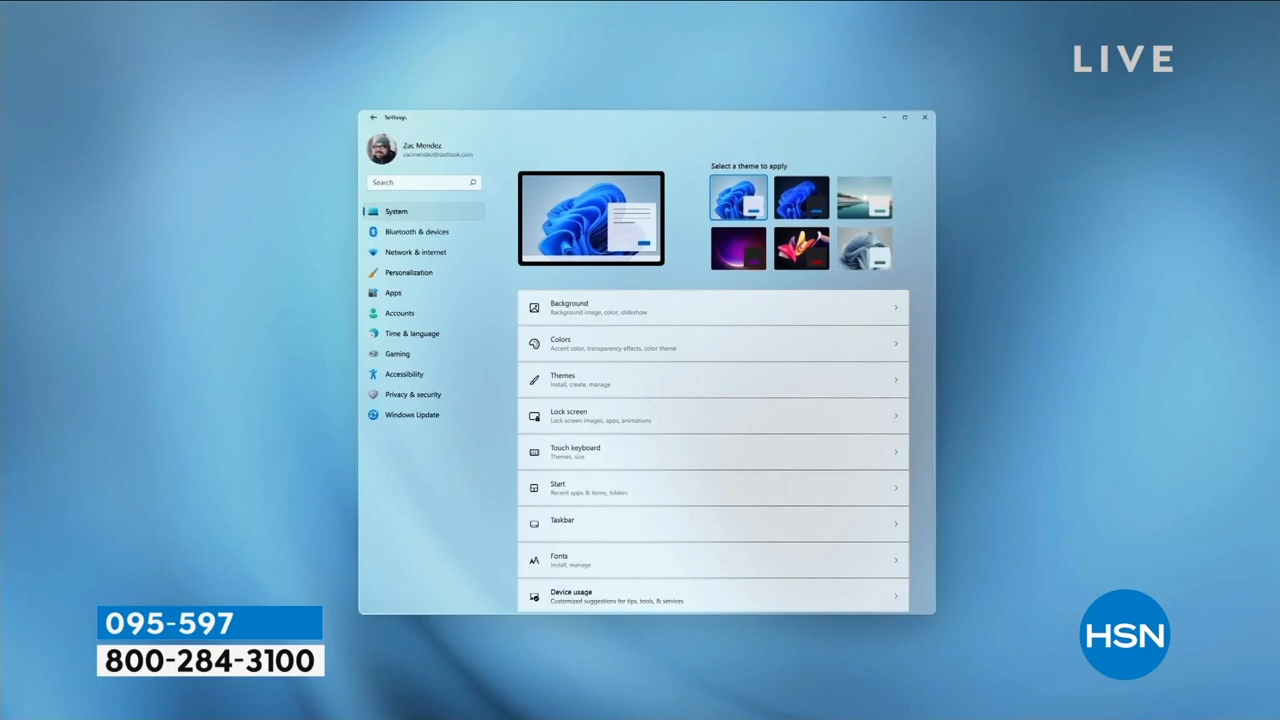 LIVE
Settings
Zac Mendez
zacmendez@outlook.com
Search
System
Bluetooth & devices
Network & internet
Personalization
Apps
Accounts
Time & language
Gaming
Accessibility
Privacy & security
Windows Update
Select a theme to apply
Background
Background image, color, slideshow
Colors
Accent color, transparency effects, color theme
Themes
Install, create, manage
Lock screen
Lock screen images, apps, animations
Touch keyboard
Themes, size
Start
Recent apps & items, folders
Taskbar
Fonts
Install, manage
Device usage
Customized suggestions for tips, tools, & services
095-597
800-284-3100
HSN